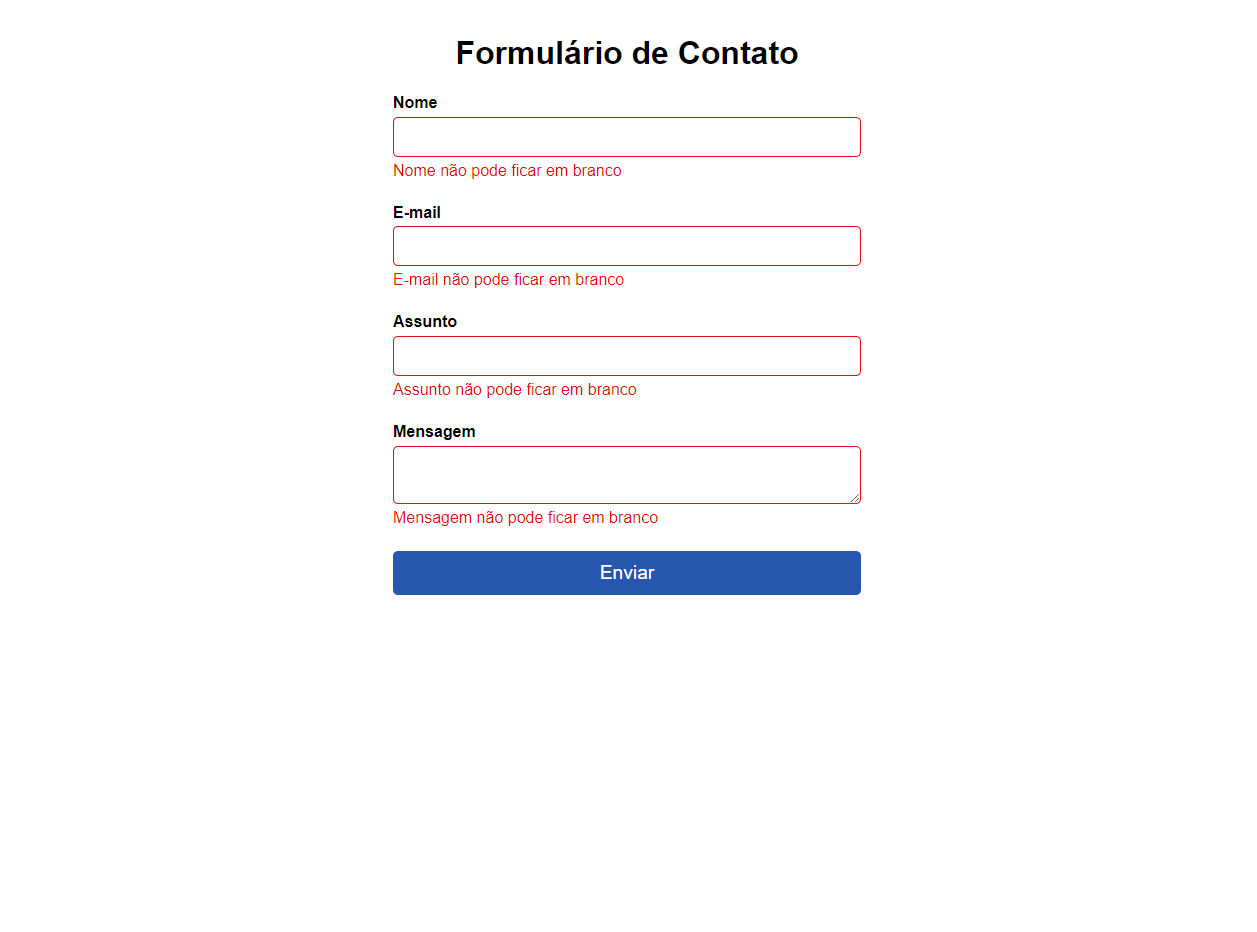 Formulário de Contato
Nome
Nome não pode ficar em branco
E-mail
E-mail não pode ficar em branco
Assunto
Assunto não pode ficar em branco
Mensagem
Mensagem não pode ficar em branco
Enviar